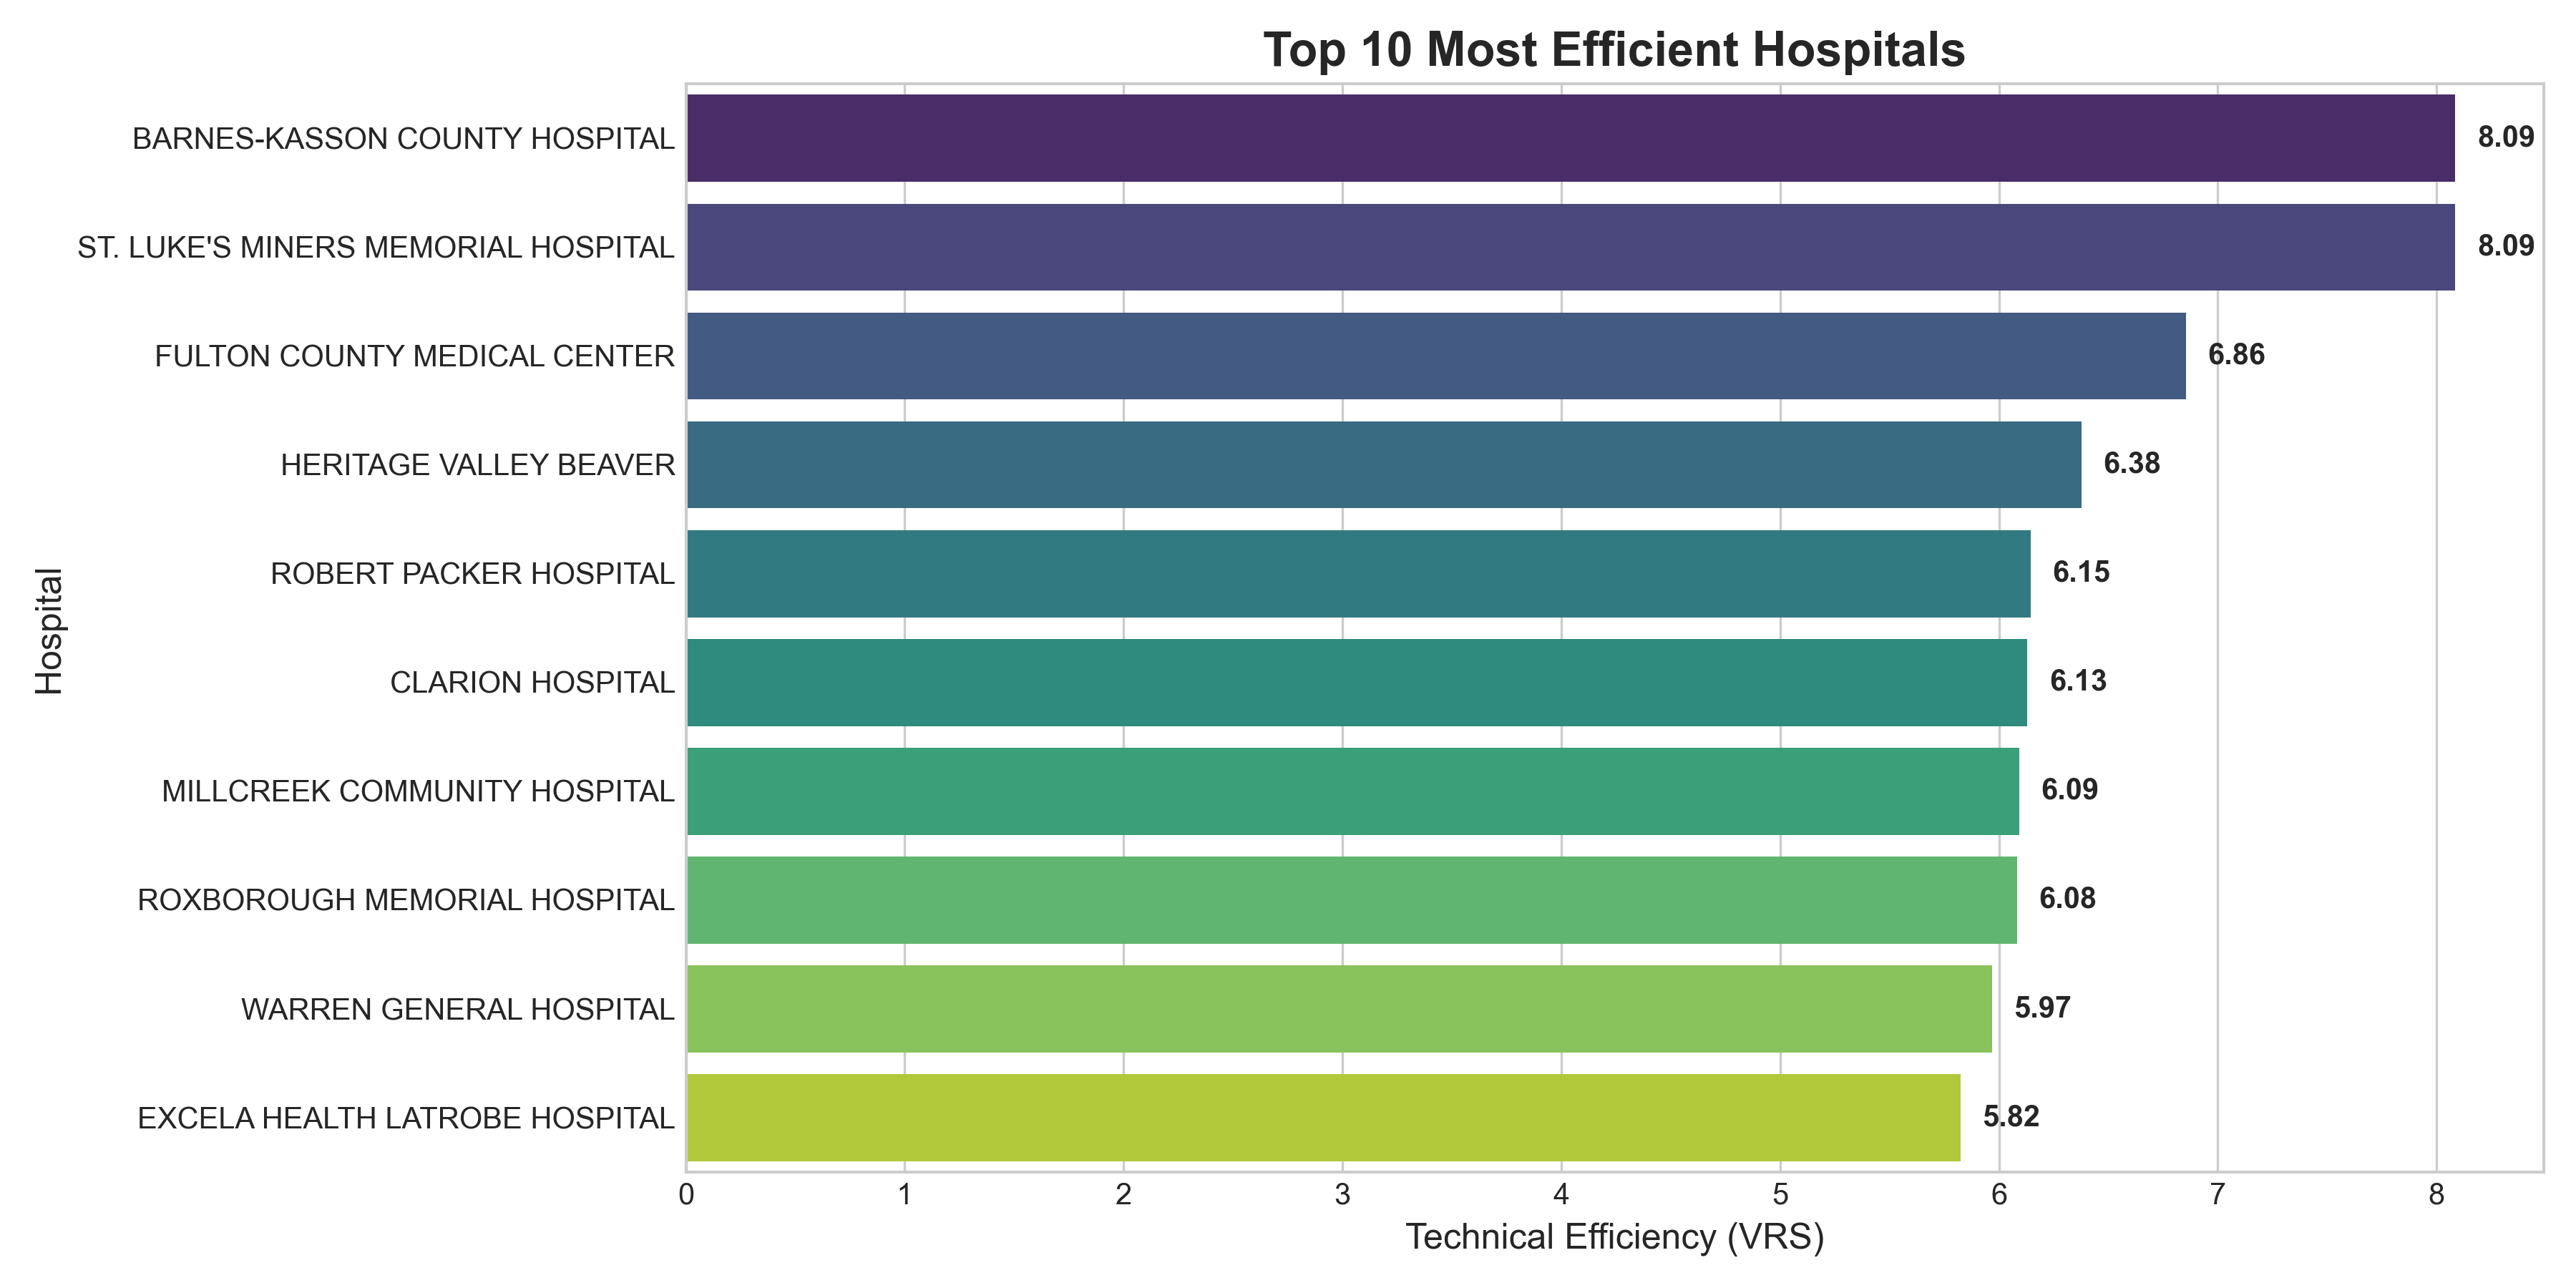 Top 10 Most Efficient Hospitals
Hospital
BARNES-KASSON COUNTY HOSPITAL 8.09
ST. LUKE'S MINERS MEMORIAL HOSPITAL 8.09
FULTON COUNTY MEDICAL CENTER 6.86
HERITAGE VALLEY BEAVER 6.38
ROBERT PACKER HOSPITAL 6.15
CLARION HOSPITAL 6.13
MILLCREEK COMMUNITY HOSPITAL 6.09
ROXBOROUGH MEMORIAL HOSPITAL 6.08
WARREN GENERAL HOSPITAL 5.97
EXCELA HEALTH LATROBE HOSPITAL 5.82
0 1 2 3 4 5 6 7 8
Technical Efficiency (VRS)